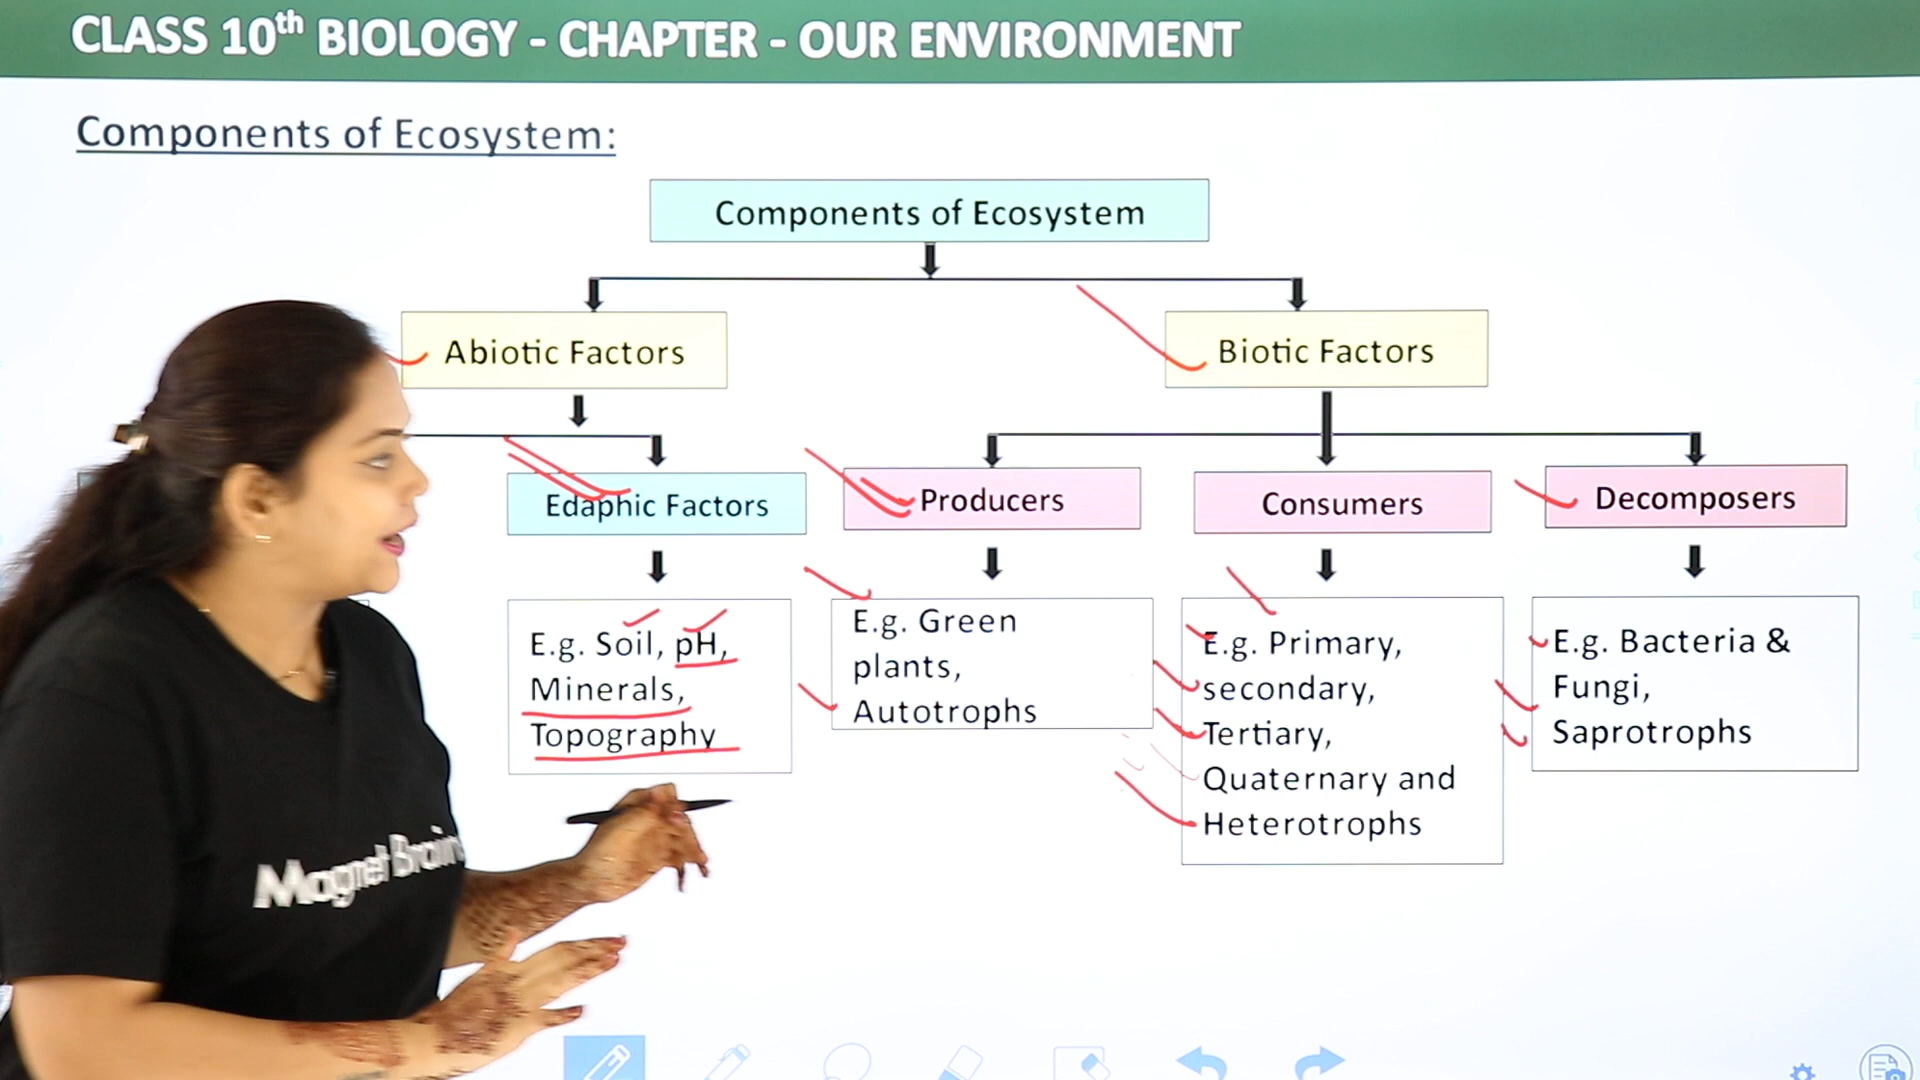 CLASS 10th BIOLOGY - CHAPTER - OUR ENVIRONMENT
Components of Ecosystem:
Components of Ecosystem
Abiotic Factors
Biotic Factors
Edaphic Factors
Producers
Consumers
Decomposers
E.g. Soil, pH,
Minerals,
Topography
E.g. Green
plants,
Autotrophs
E.g. Primary,
secondary,
Tertiary,
Quaternary and
Heterotrophs
E.g. Bacteria &
Fungi,
Saprotrophs
Magnet Brains